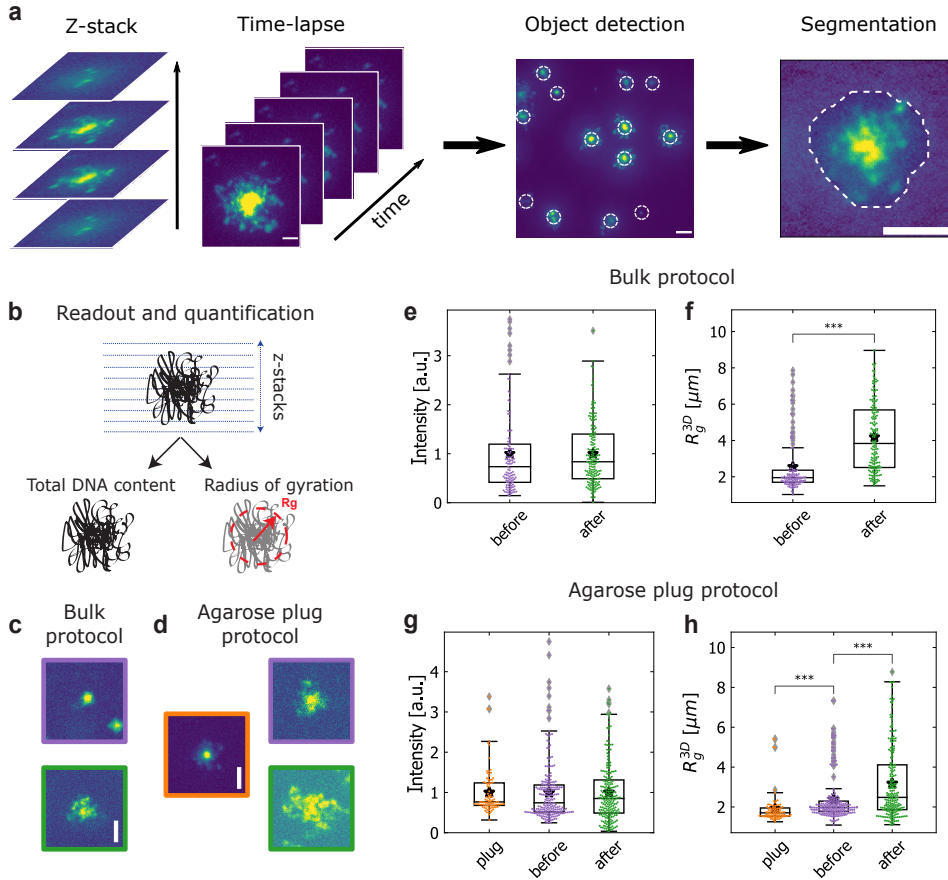 a
Z-stack
Time-lapse
Object detection
Segmentation
time
b
Readout and quantification
z-stacks
Total DNA content
Radius of gyration
Rg
c
Bulk
protocol
d
Agarose plug
protocol
Bulk protocol
e
Intensity [a.u.]
3
2
1
0
before
after
f
R_g^{3D} [μm]
10
8
6
4
2
***
before
after
Agarose plug protocol
g
Intensity [a.u.]
5
4
3
2
1
0
plug
before
after
h
R_g^{3D} [μm]
10
8
6
4
2
0
***
***
plug
before
after